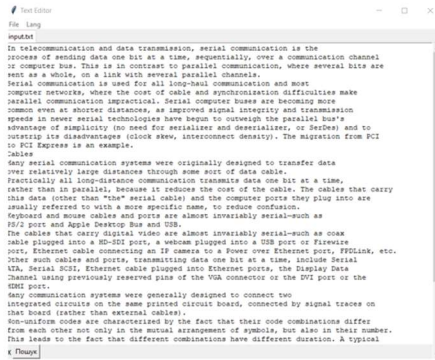 Text Editor
File Lang
input.txt
In telecommunication and data transmission, serial communication is the
process of sending data one bit at a time, sequentially, over a communication channel
or computer bus. This is in contrast to parallel communication, where several bits are
sent as a whole, on a link with several parallel channels.
Serial communication is used for all long-haul communication and most
computer networks, where the cost of cable and synchronization difficulties make
parallel communication impractical. Serial computer buses are becoming more
common even at shorter distances, as improved signal integrity and transmission
speeds in newer serial technologies have begun to outweigh the parallel bus's
advantage of simplicity (no need for serializer and deserializer, or SerDes) and to
outstrip its disadvantages (clock skew, interconnect density). The migration from PCI
to PCI Express is an example.
Cables
Many serial communication systems were originally designed to transfer data
over relatively large distances through some sort of data cable.
Practically all long-distance communication transmits data one bit at a time,
rather than in parallel, because it reduces the cost of the cable. The cables that carry
this data (other than "the" serial cable) and the computer ports they plug into are
usually referred to with a more specific name, to reduce confusion.
Keyboard and mouse cables and ports are almost invariably serial—such as
PS/2 port and Apple Desktop Bus and USB.
The cables that carry digital video are almost invariably serial—such as coax
cable plugged into a HD-SDI port, a webcam plugged into a USB port or Firewire
port, Ethernet cable connecting an IP camera to a Power over Ethernet port, FPDLink, etc.
Other such cables and ports, transmitting data one bit at a time, include Serial
ATA, Serial SCSI, Ethernet cable plugged into Ethernet ports, the Display Data
Channel using previously reserved pins of the VGA connector or the DVI port or the
HDMI port.
Many communication systems were generally designed to connect two
integrated circuits on the same printed circuit board, connected by signal traces on
that board (rather than external cables).
Non-uniform codes are characterized by the fact that their code combinations differ
from each other not only in the mutual arrangement of symbols, but also in their number.
This leads to the fact that different combinations have different duration. A typical
x Пошук